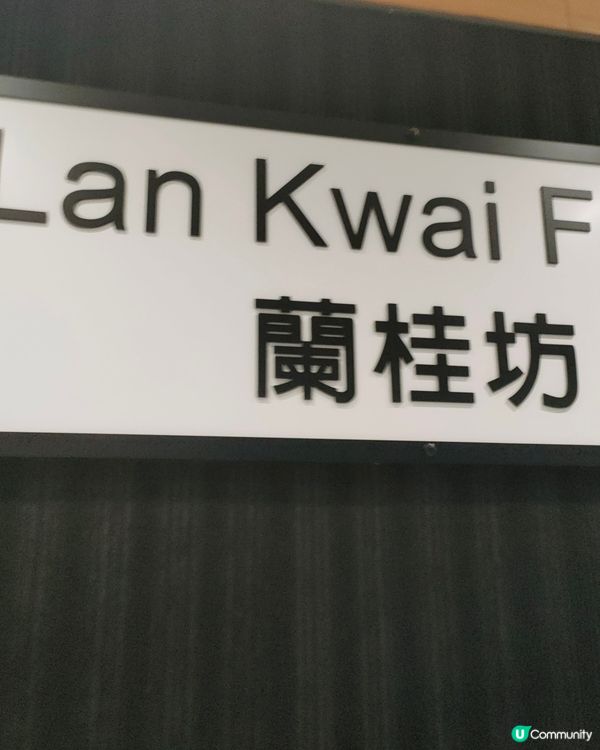 Lan Kwai F
蘭桂坊
U Community